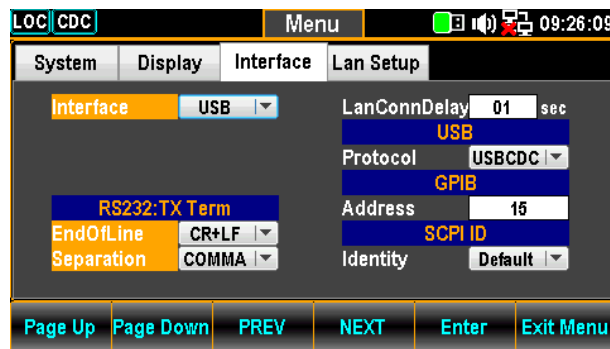 LOC CDC Menu 09:26:09
System Display Interface Lan Setup
Interface USB
LanConnDelay 01 sec
USB
Protocol USBCDC
GPIB
RS232:TX Term
Address 15
EndOfLine CR+LF
SCPI ID
Separation COMMA
Identity Default
Page Up Page Down PREV NEXT Enter Exit Menu